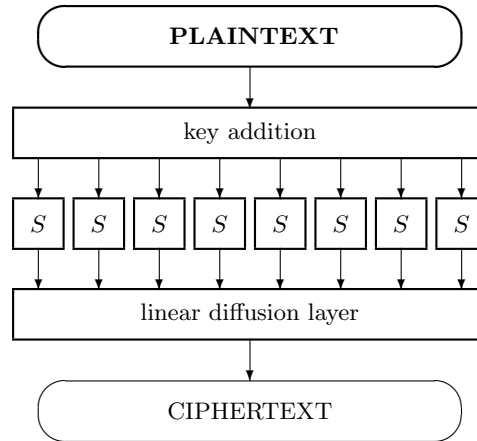 PLAINTEXT
key addition
S S S S S S S S
linear diffusion layer
CIPHERTEXT